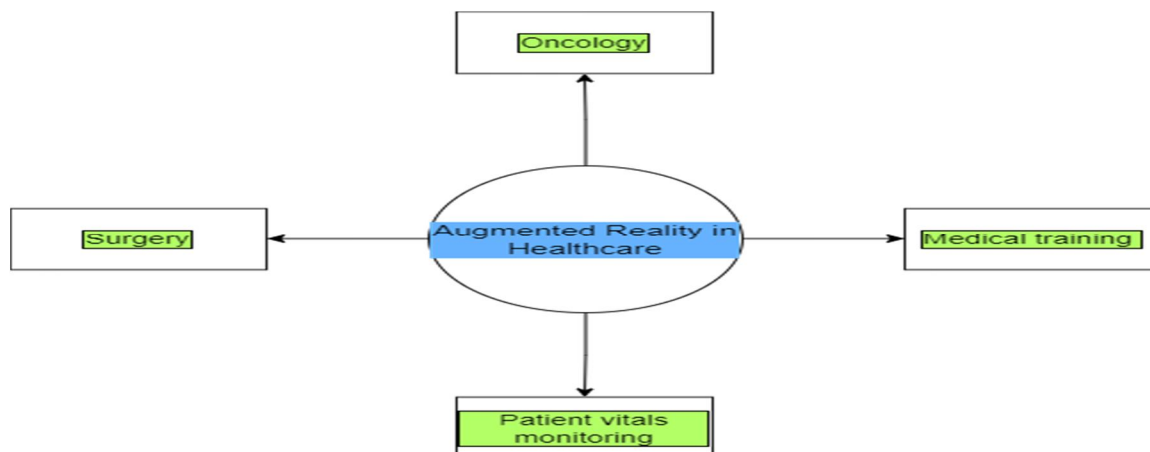 Oncology
Surgery
Augmented Reality in
Healthcare
Medical training
Patient vitals
monitoring